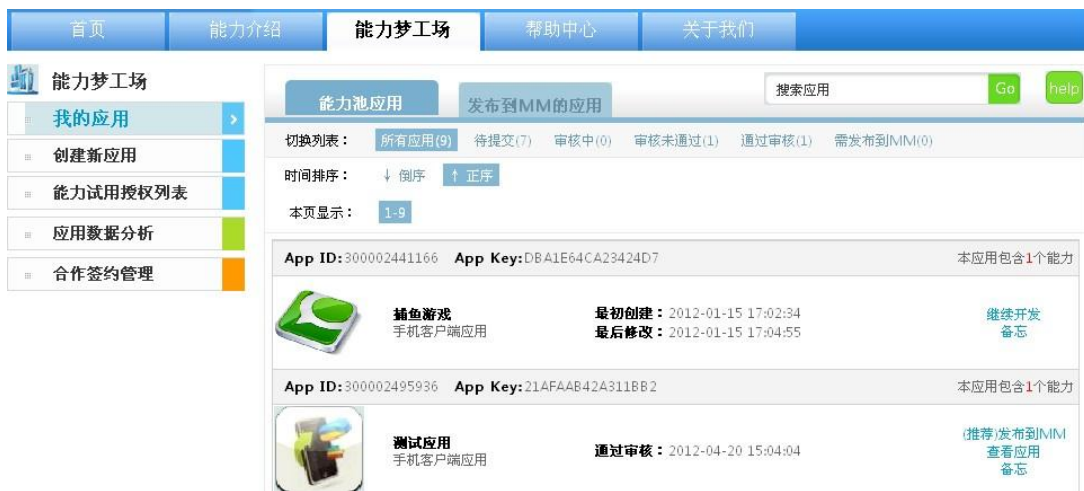 首页 能力介绍 能力梦工场 帮助中心 关于我们
能力梦工场
我的应用
创建新应用
能力试用授权列表
应用数据分析
合作签约管理
能力池应用 发布到MM的应用 搜索应用 Go help
切换列表： 所有应用(9) 待提交(7) 审核中(0) 审核未通过(1) 通过审核(1) 需发布到MM(0)
时间排序： ↓ 倒序 ↑ 正序
本页显示： 1-9
App ID:300002441166 App Key:DBA1E64CA23424D7 本应用包含1个能力
捕鱼游戏 最初创建：2012-01-15 17:02:34 继续开发
手机客户端应用 最后修改：2012-01-15 17:04:55 备忘
App ID:300002495936 App Key:21AFAAB42A311BB2 本应用包含1个能力
(推荐)发布到MM
测试应用 通过审核：2012-04-20 15:04:04 查看应用
手机客户端应用 备忘